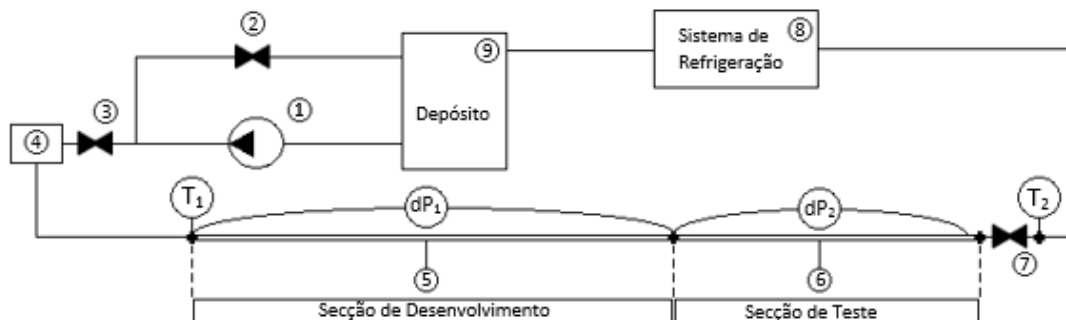 ②
⑧
Sistema de
Refrigeração
⑨
③
①
Depósito
④
T₁
dP₁
dP₂
T₂
⑤
⑥
⑦
Secção de Desenvolvimento
Secção de Teste